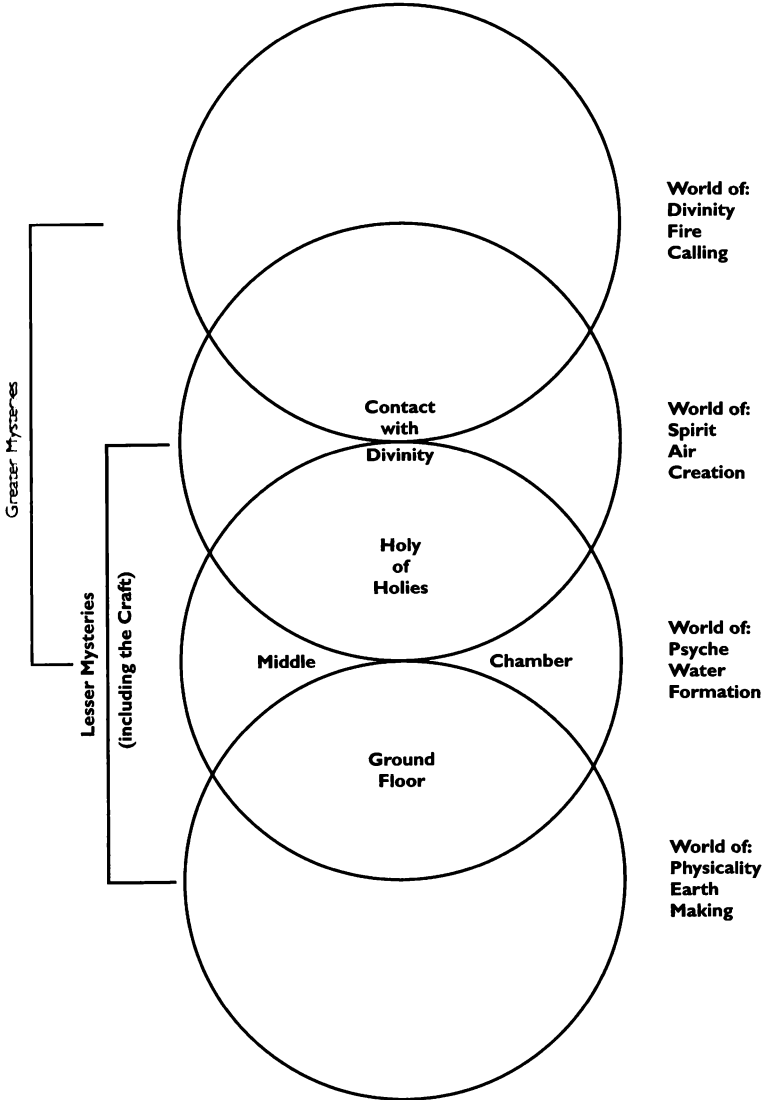 World of:
Divinity
Fire
Calling
Greater Mysteries
Contact
with
Divinity
World of:
Spirit
Air
Creation
Holy
of
Holies
Lesser Mysteries
(including the Craft)
Middle Chamber
World of:
Psyche
Water
Formation
Ground
Floor
World of:
Physicality
Earth
Making